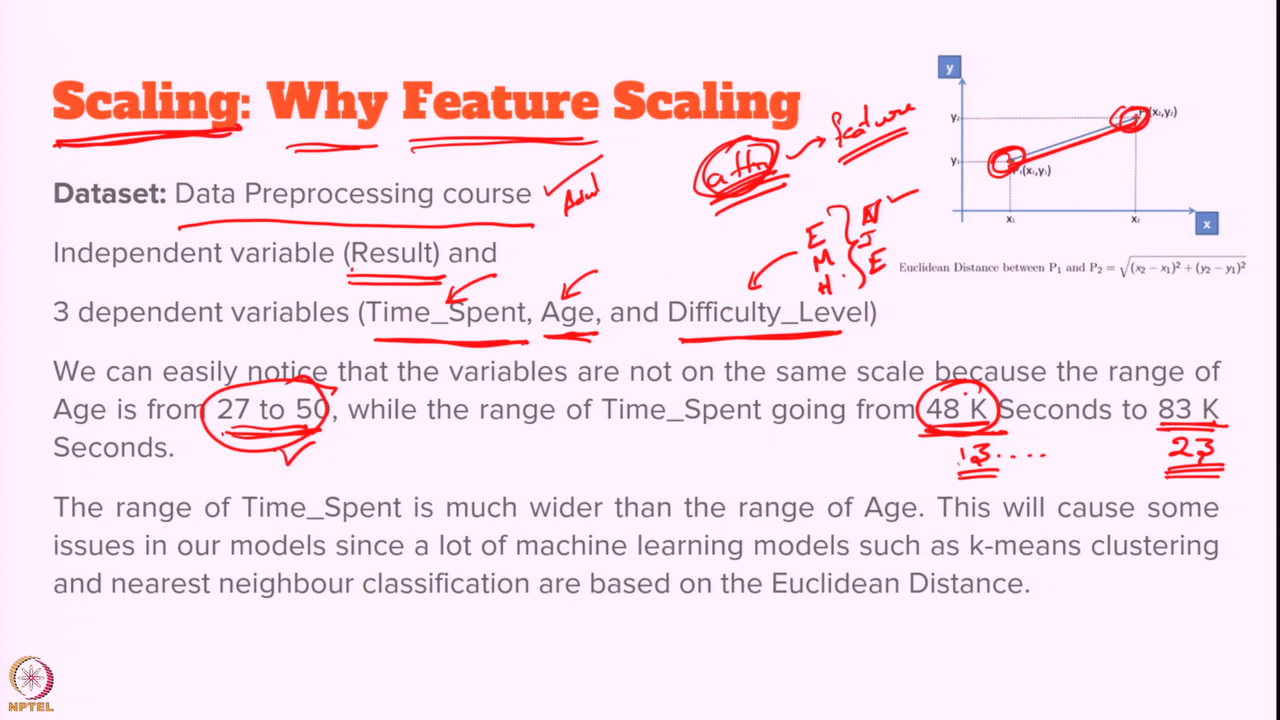 Scaling: Why Feature Scaling
attri
feature
Dataset: Data Preprocessing course
Independent variable (Result) and
E
M
H
N
J
E
3 dependent variables (Time_Spent, Age, and Difficulty_Level)
We can easily notice that the variables are not on the same scale because the range of
Age is from 27 to 50, while the range of Time_Spent going from 48 K Seconds to 83 K
13....
23
Seconds.
The range of Time_Spent is much wider than the range of Age. This will cause some
issues in our models since a lot of machine learning models such as k-means clustering
and nearest neighbour classification are based on the Euclidean Distance.
y
y₂
(x₂,y₂)
y₁
(x₁,y₁)
x₁
x₂
x
Euclidean Distance between P₁ and P₂ = √(x₂ − x₁)² + (y₂ − y₁)²
NPTEL